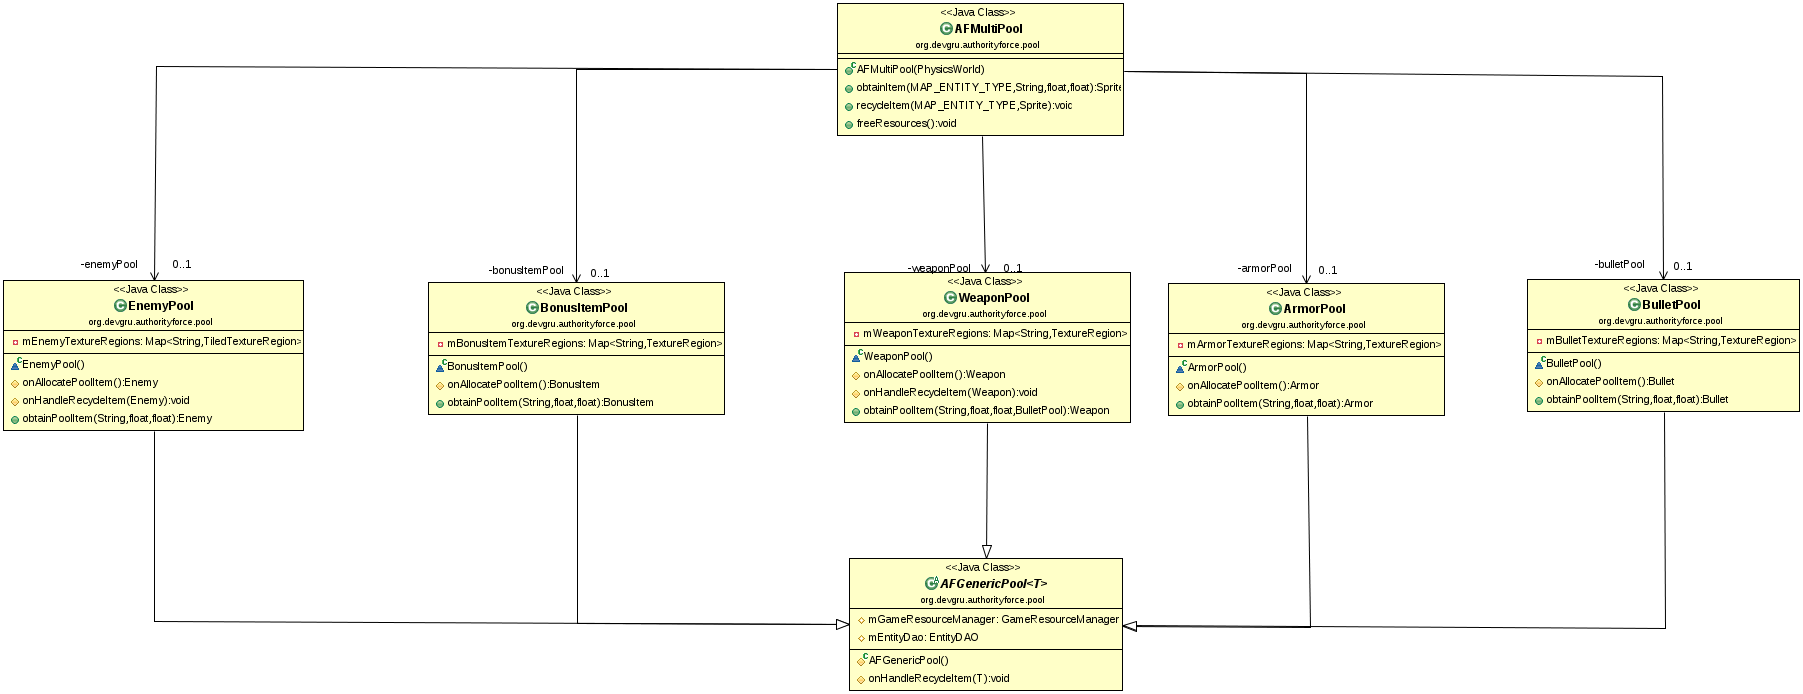 <<Java Class>>
AFMultiPool
org.devgru.authorityforce.pool
AFMultiPool(PhysicsWorld)
obtainItem(MAP_ENTITY_TYPE,String,float,float):Sprite
recycleItem(MAP_ENTITY_TYPE,Sprite):void
freeResources():void
-enemyPool 0..1
-bonusItemPool 0..1
-weaponPool 0..1
-armorPool 0..1
-bulletPool 0..1
<<Java Class>>
EnemyPool
org.devgru.authorityforce.pool
mEnemyTextureRegions: Map<String,TiledTextureRegion>
EnemyPool()
onAllocatePoolItem():Enemy
onHandleRecycleItem(Enemy):void
obtainPoolItem(String,float,float):Enemy
<<Java Class>>
BonusItemPool
org.devgru.authorityforce.pool
mBonusItemTextureRegions: Map<String,TextureRegion>
BonusItemPool()
onAllocatePoolItem():BonusItem
obtainPoolItem(String,float,float):BonusItem
<<Java Class>>
WeaponPool
org.devgru.authorityforce.pool
mWeaponTextureRegions: Map<String,TextureRegion>
WeaponPool()
onAllocatePoolItem():Weapon
onHandleRecycleItem(Weapon):void
obtainPoolItem(String,float,float,BulletPool):Weapon
<<Java Class>>
ArmorPool
org.devgru.authorityforce.pool
mArmorTextureRegions: Map<String,TextureRegion>
ArmorPool()
onAllocatePoolItem():Armor
obtainPoolItem(String,float,float):Armor
<<Java Class>>
BulletPool
org.devgru.authorityforce.pool
mBulletTextureRegions: Map<String,TextureRegion>
BulletPool()
onAllocatePoolItem():Bullet
obtainPoolItem(String,float,float):Bullet
<<Java Class>>
AFGenericPool<T>
org.devgru.authorityforce.pool
mGameResourceManager: GameResourceManager
mEntityDao: EntityDAO
AFGenericPool()
onHandleRecycleItem(T):void